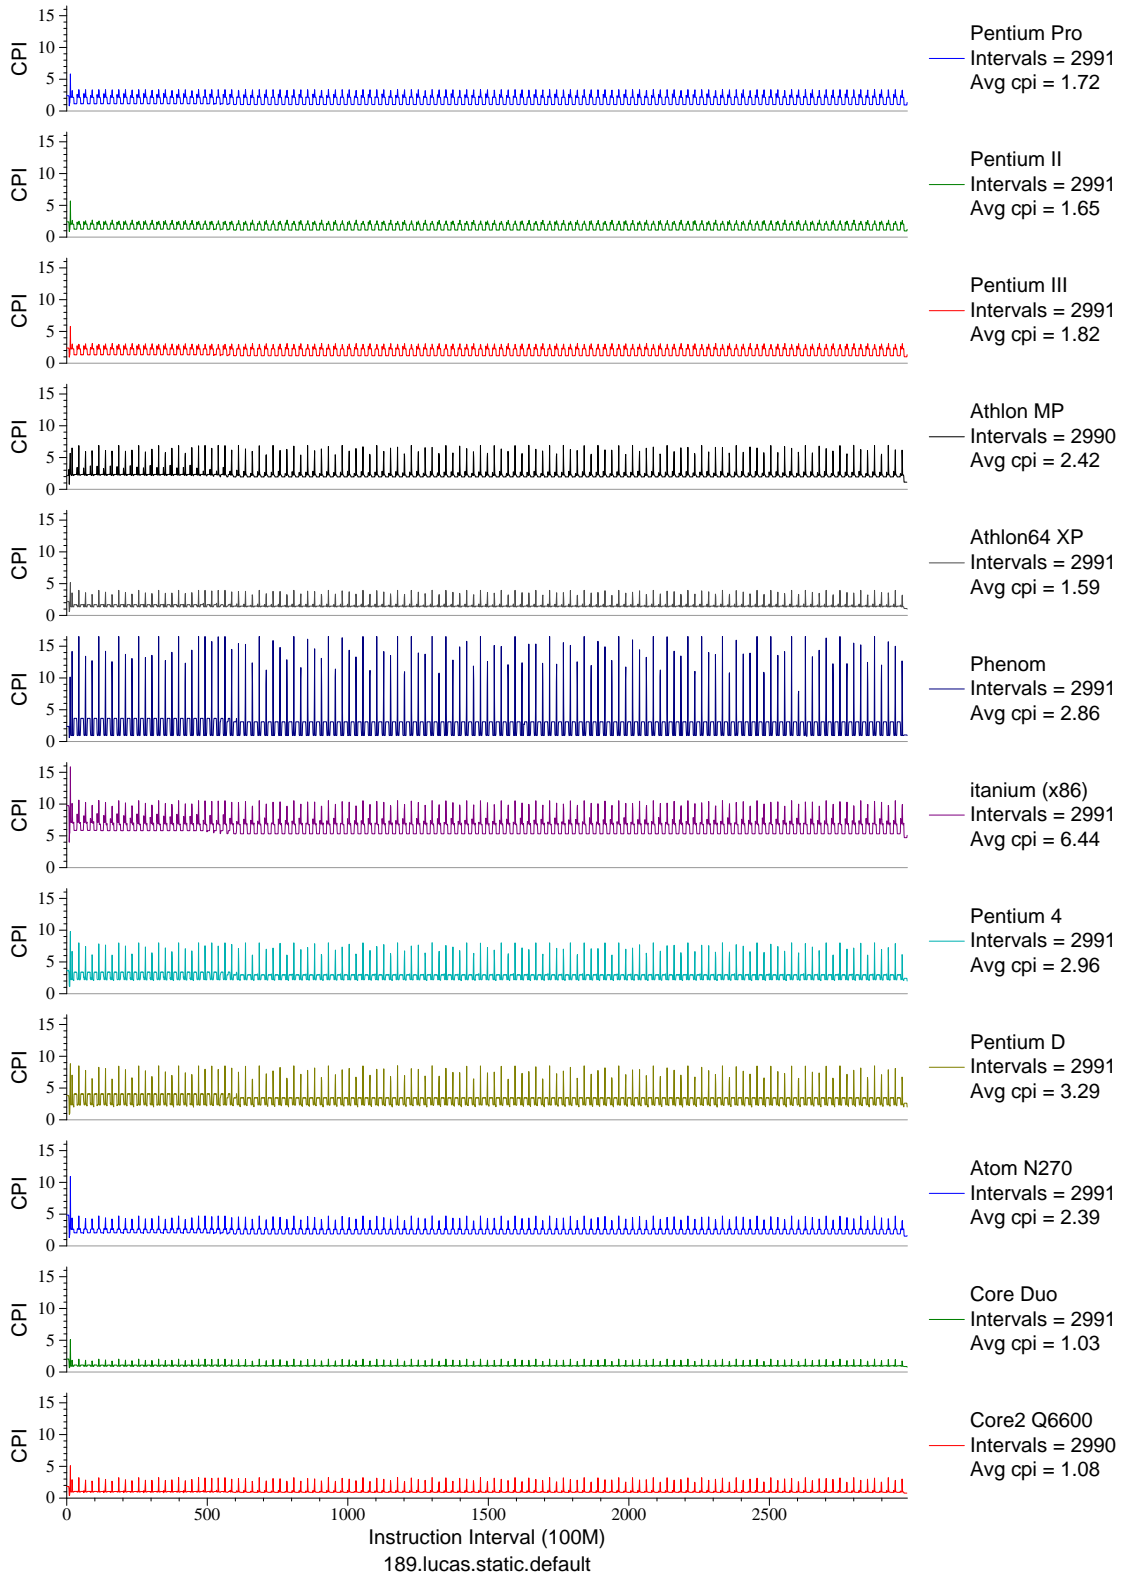 CPI
15
10
5
0
Pentium Pro
Intervals = 2991
Avg cpi = 1.72
CPI
15
10
5
0
Pentium II
Intervals = 2991
Avg cpi = 1.65
CPI
15
10
5
0
Pentium III
Intervals = 2991
Avg cpi = 1.82
CPI
15
10
5
0
Athlon MP
Intervals = 2990
Avg cpi = 2.42
CPI
15
10
5
0
Athlon64 XP
Intervals = 2991
Avg cpi = 1.59
CPI
15
10
5
0
Phenom
Intervals = 2991
Avg cpi = 2.86
CPI
15
10
5
0
itanium (x86)
Intervals = 2991
Avg cpi = 6.44
CPI
15
10
5
0
Pentium 4
Intervals = 2991
Avg cpi = 2.96
CPI
15
10
5
0
Pentium D
Intervals = 2991
Avg cpi = 3.29
CPI
15
10
5
0
Atom N270
Intervals = 2991
Avg cpi = 2.39
CPI
15
10
5
0
Core Duo
Intervals = 2991
Avg cpi = 1.03
CPI
15
10
5
0
Core2 Q6600
Intervals = 2990
Avg cpi = 1.08
0 500 1000 1500 2000 2500
Instruction Interval (100M)
189.lucas.static.default